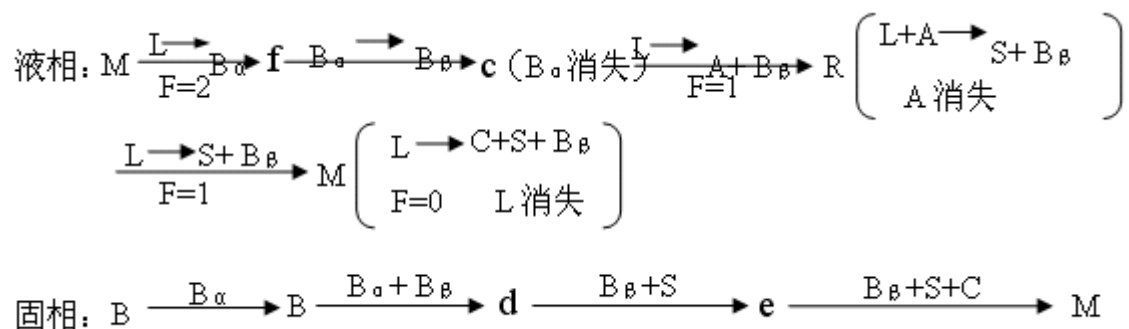 液相：M L→Bα F=2 f Bα→Bβ c（Bα消失） L→A+Bβ F=1 R (L+A→S+Bβ A消失)
L→S+Bβ F=1 M (L→C+S+Bβ F=0 L消失)
固相：B Bα B Bα+Bβ d Bβ+S e Bβ+S+C M